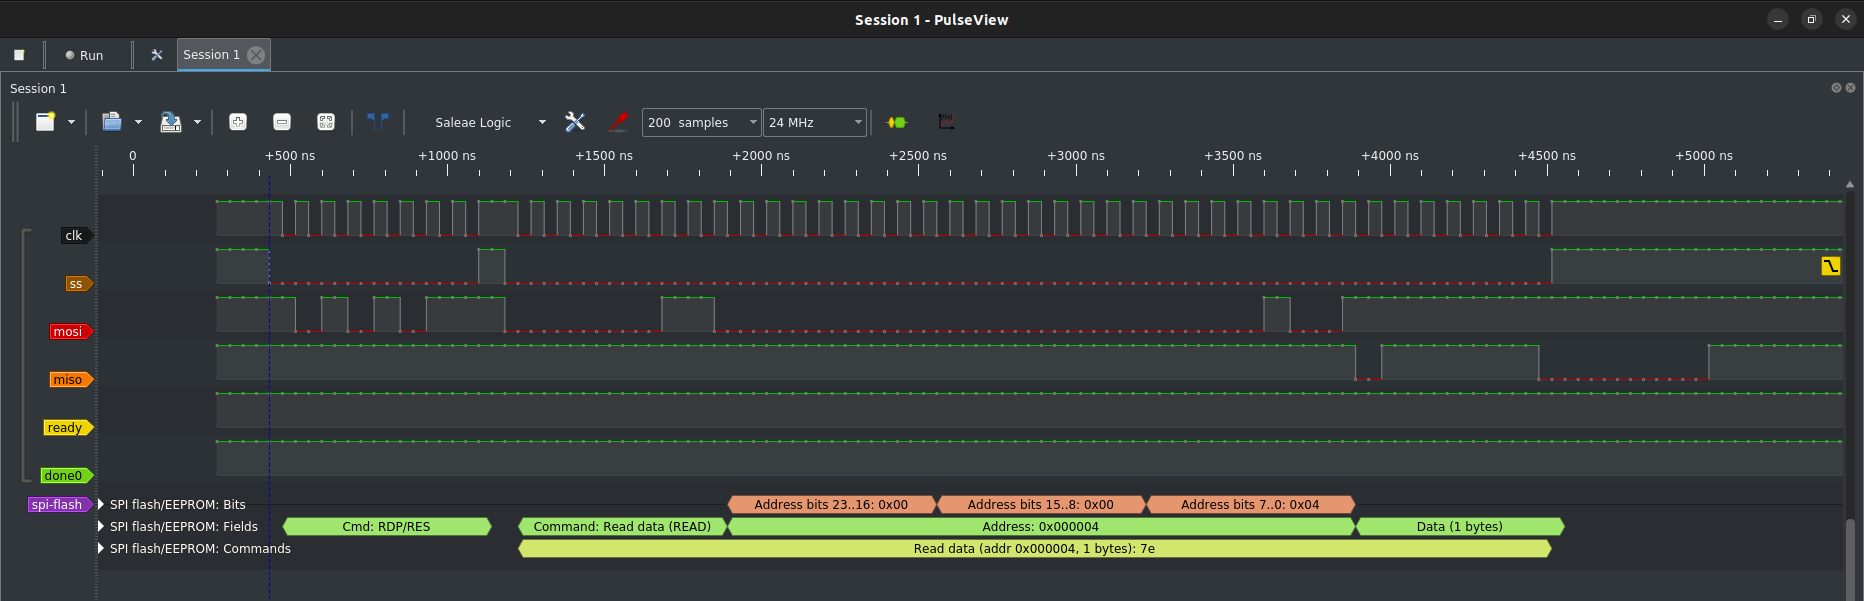 Session 1 - PulseView
Run
Session 1
Session 1
Saleae Logic
200 samples
24 MHz
0 +500 ns +1000 ns +1500 ns +2000 ns +2500 ns +3000 ns +3500 ns +4000 ns +4500 ns +5000 ns
clk
ss
mosi
miso
ready
done0
spi-flash SPI flash/EEPROM: Bits Address bits 23..16: 0x00 Address bits 15..8: 0x00 Address bits 7..0: 0x04
SPI flash/EEPROM: Fields Cmd: RDP/RES Command: Read data (READ) Address: 0x000004 Data (1 bytes)
SPI flash/EEPROM: Commands Read data (addr 0x000004, 1 bytes): 7e